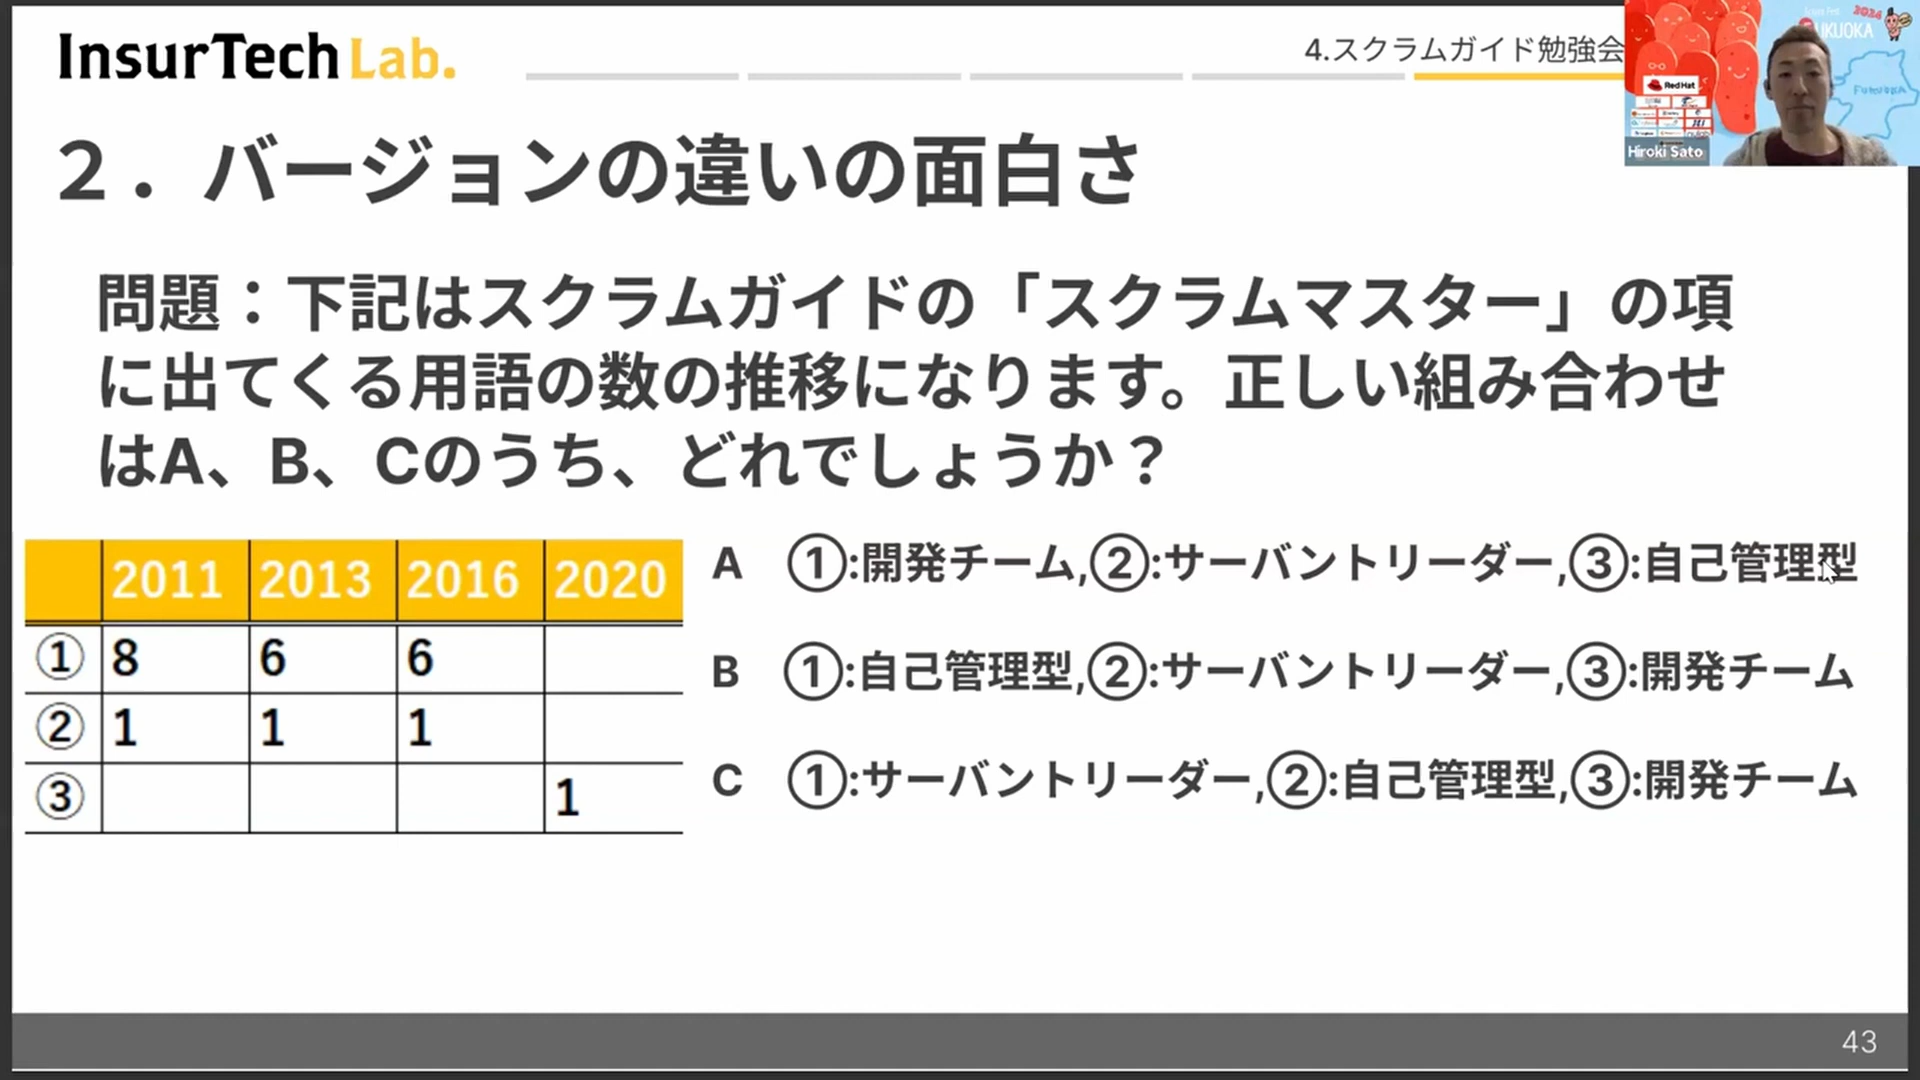 InsurTech Lab.
4.スクラムガイド勉強会
2024
UKUOKA
Red Hat
Fukuoka
Hiroki Sato
２．バージョンの違いの面白さ
問題：下記はスクラムガイドの「スクラムマスター」の項
に出てくる用語の数の推移になります。正しい組み合わせ
はA、B、Cのうち、どれでしょうか？
2011 2013 2016 2020
① 8 6 6
② 1 1 1
③ 1
A ①:開発チーム,②:サーバントリーダー,③:自己管理型
B ①:自己管理型,②:サーバントリーダー,③:開発チーム
C ①:サーバントリーダー,②:自己管理型,③:開発チーム
43